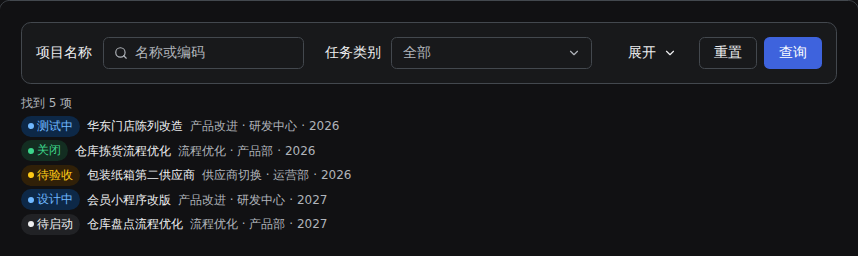 项目名称 名称或编码 任务类别 全部 展开 重置 查询
找到 5 项
测试中 华东门店陈列改造 产品改进 · 研发中心 · 2026
关闭 仓库拣货流程优化 流程优化 · 产品部 · 2026
待验收 包装纸箱第二供应商 供应商切换 · 运营部 · 2026
设计中 会员小程序改版 产品改进 · 研发中心 · 2027
待启动 仓库盘点流程优化 流程优化 · 产品部 · 2027